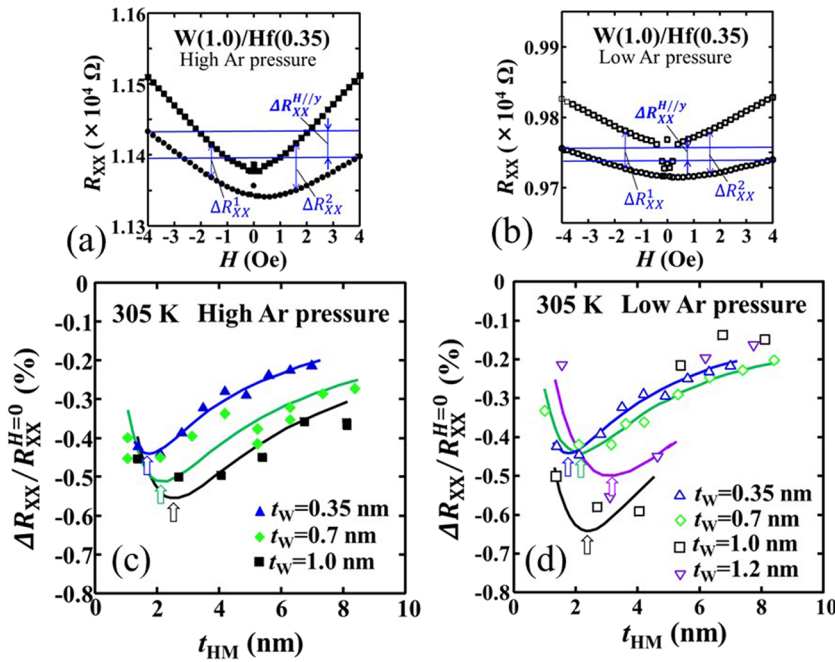 1.16
1.15
1.14
1.13
R_XX (× 10⁴ Ω)
W(1.0)/Hf(0.35)
High Ar pressure
ΔR_XX^{H//y}
ΔR_XX^1
ΔR_XX^2
-4 -3 -2 -1 0 1 2 3 4
H (Oe)
(a)
0.99
0.98
0.97
R_XX (× 10⁴ Ω)
W(1.0)/Hf(0.35)
Low Ar pressure
ΔR_XX^{H//y}
ΔR_XX^1
ΔR_XX^2
-4 -3 -2 -1 0 1 2 3 4
H (Oe)
(b)
0
-0.1
-0.2
-0.3
-0.4
-0.5
-0.6
-0.7
-0.8
ΔR_XX/R_XX^{H=0} (%)
305 K High Ar pressure
t_W=0.35 nm
t_W=0.7 nm
t_W=1.0 nm
(c)
0 2 4 6 8 10
t_HM (nm)
0
-0.1
-0.2
-0.3
-0.4
-0.5
-0.6
-0.7
-0.8
ΔR_XX/R_XX^{H=0} (%)
305 K Low Ar pressure
t_W=0.35 nm
t_W=0.7 nm
t_W=1.0 nm
t_W=1.2 nm
(d)
0 2 4 6 8 10
t_HM (nm)